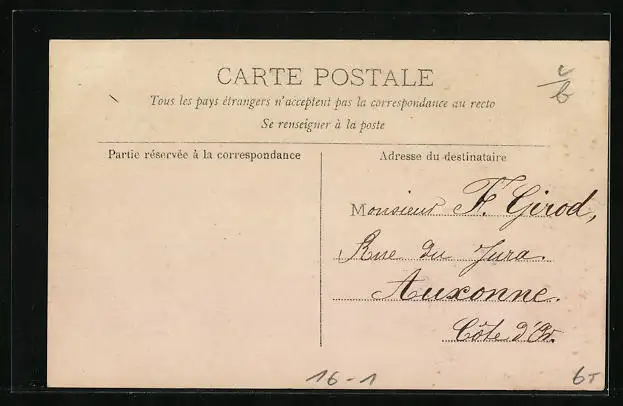 CARTE POSTALE
Tous les pays étrangers n'acceptent pas la correspondance au recto
Se renseigner à la poste
Partie réservée à la correspondance
Adresse du destinataire
Monsieur F. Girod,
Rue du Jura.
Auxonne.
Côte d'Or.
16-1
6T